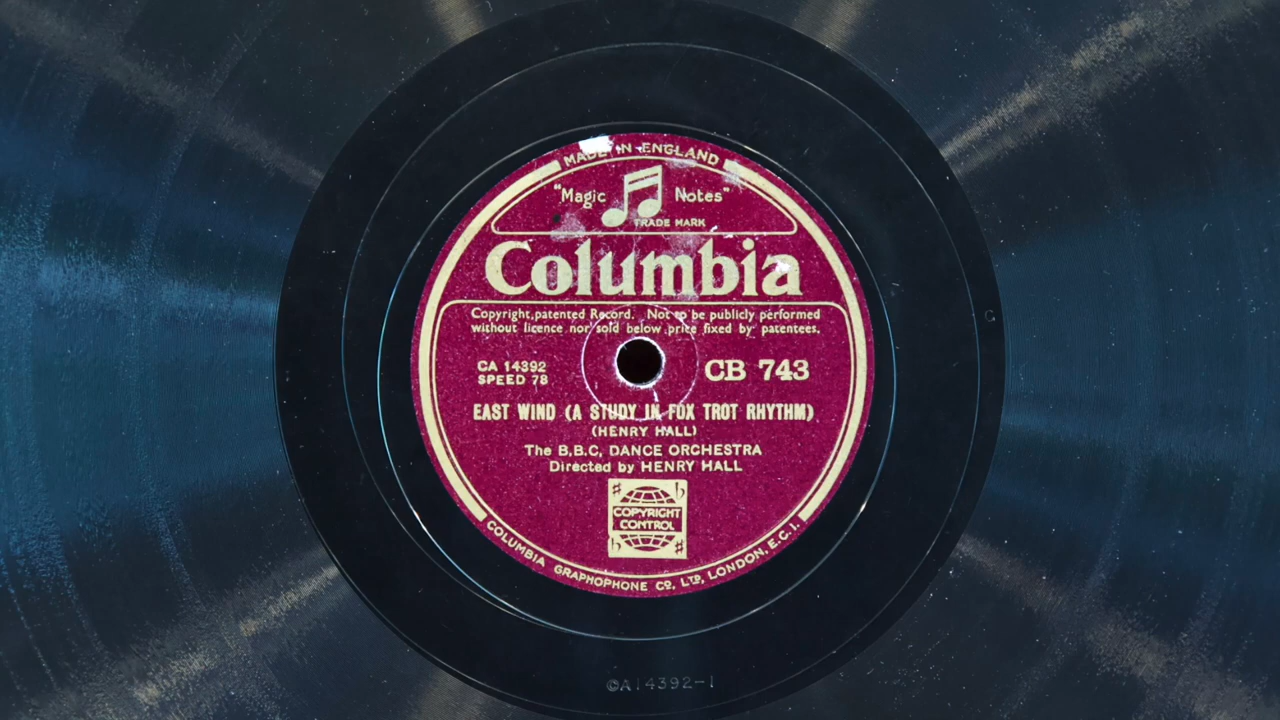 MADE IN ENGLAND
"Magic Notes"
TRADE MARK
Columbia
Copyright, patented Record. Not to be publicly performed
without licence nor sold below price fixed by patentees.
CA 14392
SPEED 78
CB 743
EAST WIND (A STUDY IN FOX TROT RHYTHM)
(HENRY HALL)
The B.B.C. DANCE ORCHESTRA
Directed by HENRY HALL
COPYRIGHT
CONTROL
COLUMBIA GRAPHOPHONE Co. LTD, LONDON, E.C.1.
CA14392-1
C